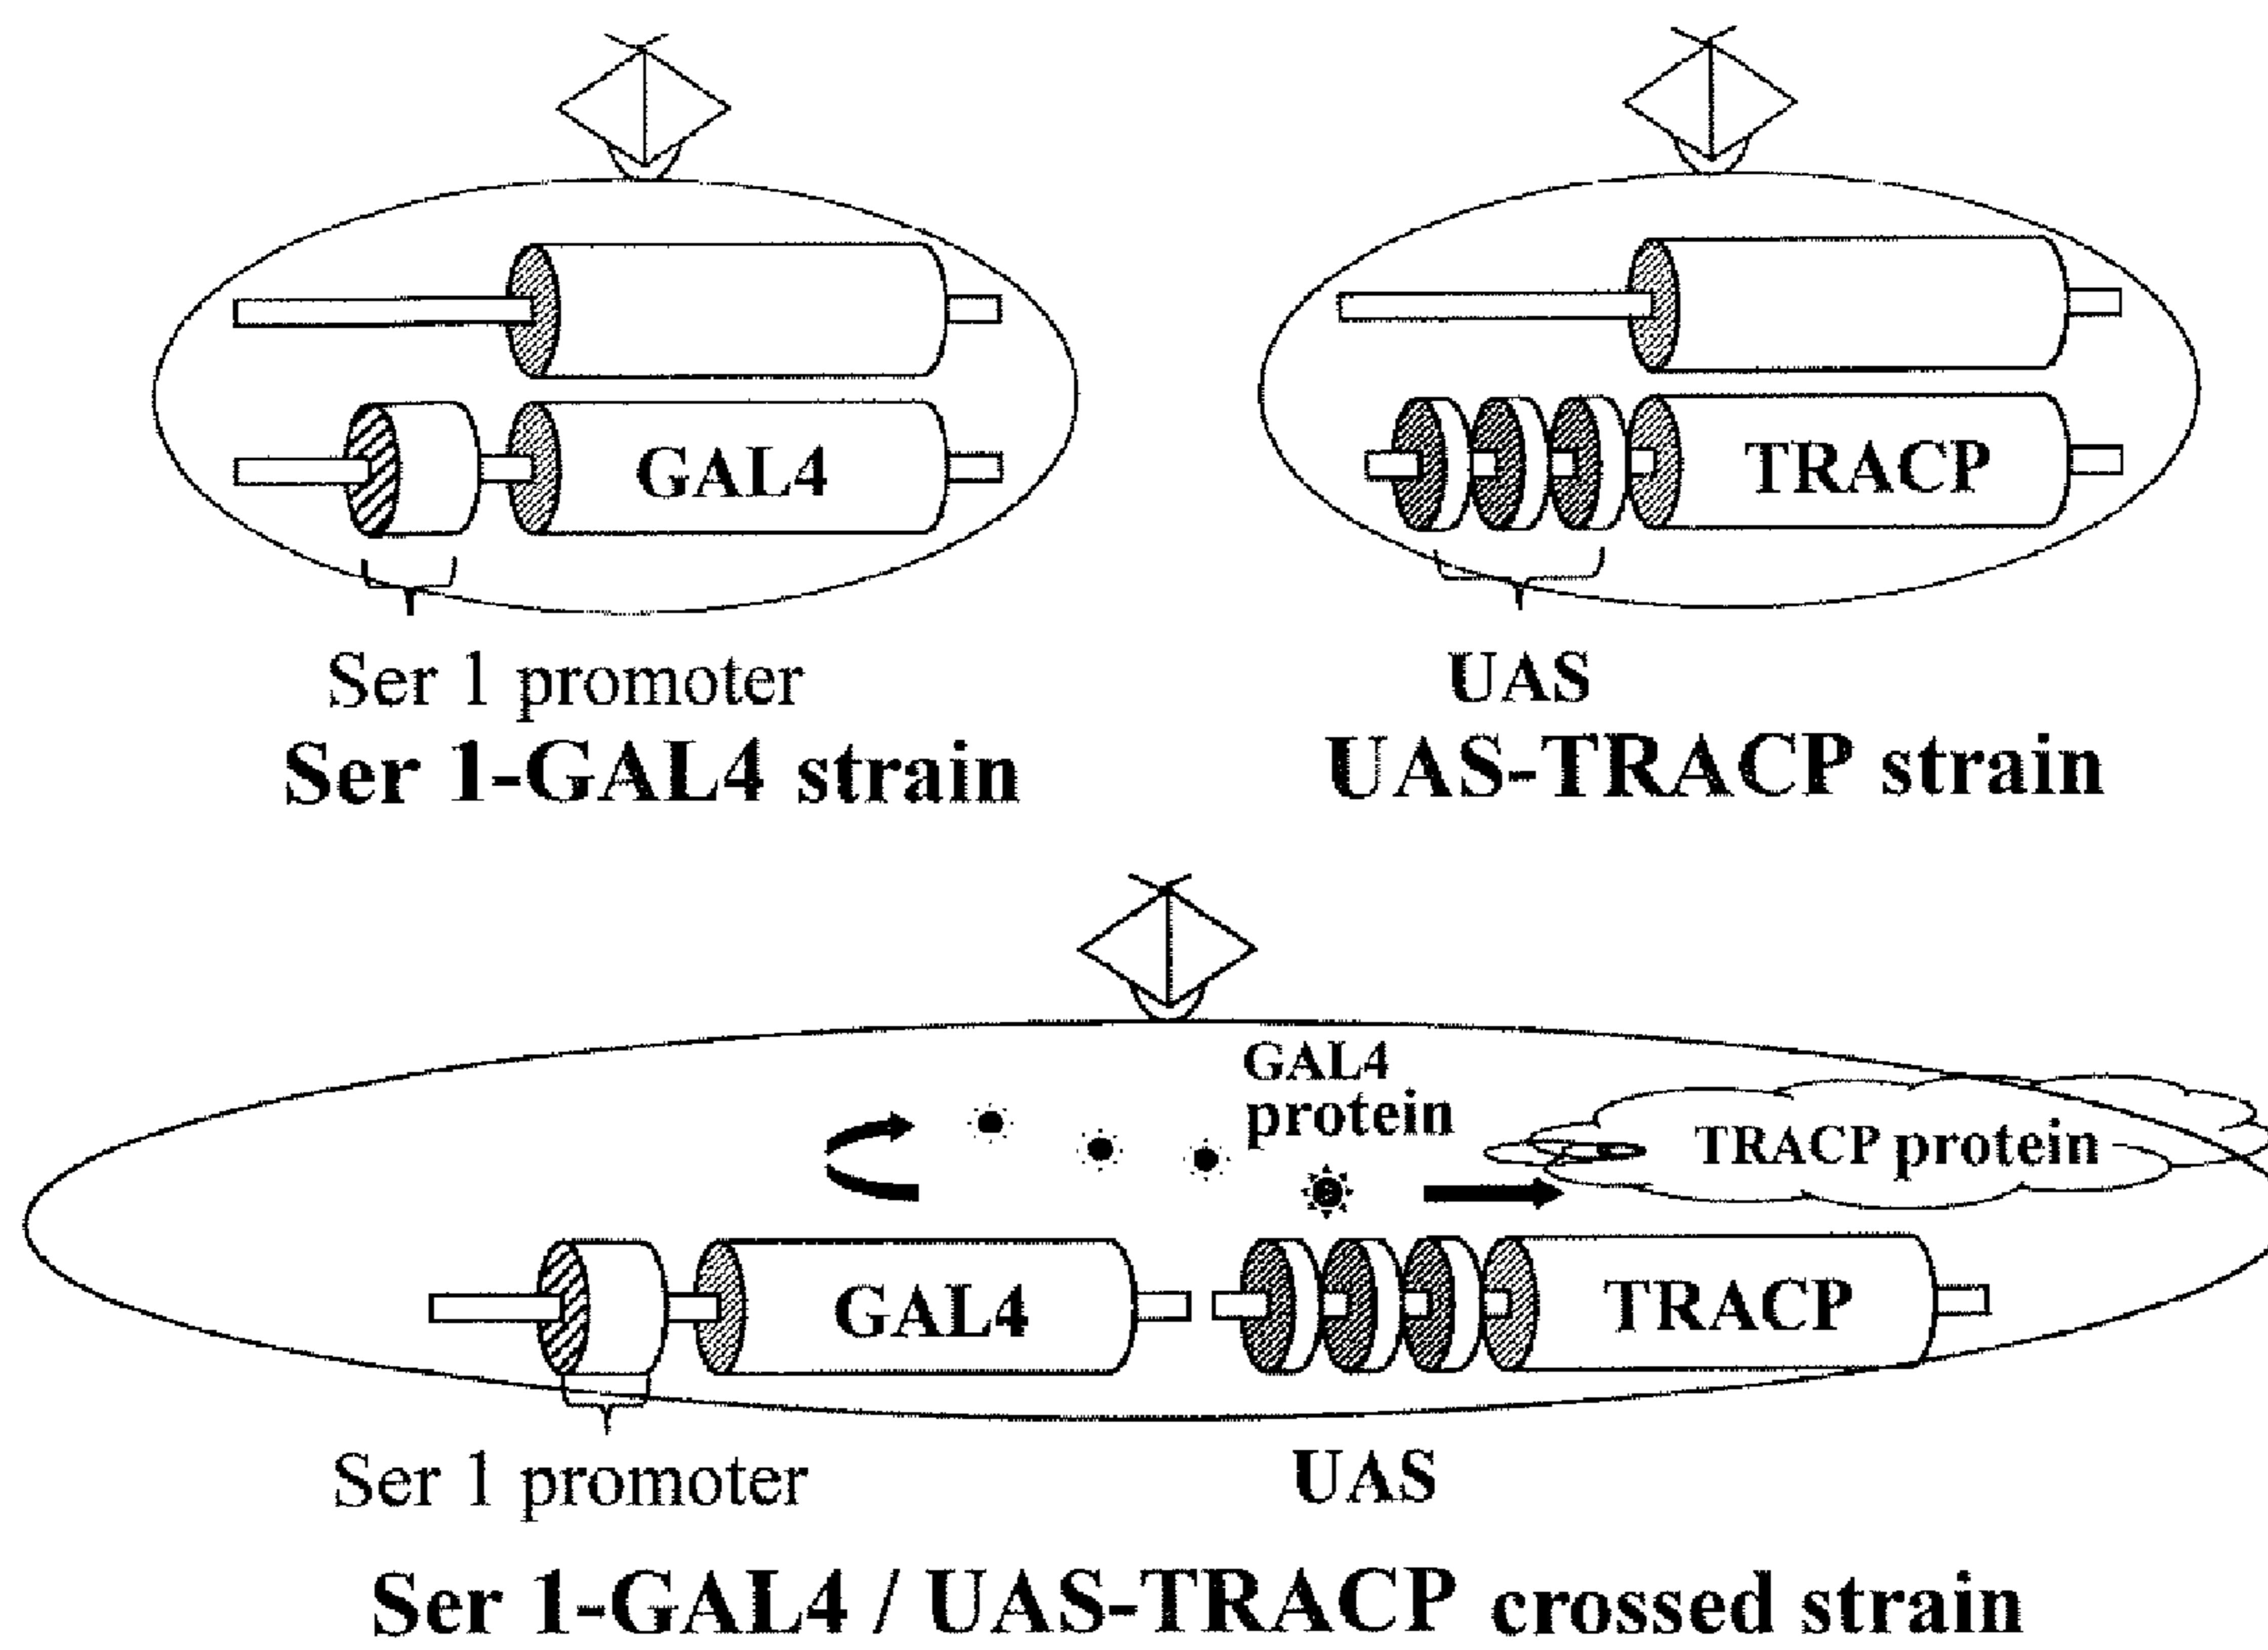 GAL4
TRACP
Ser 1 promoter
UAS
Ser 1-GAL4 strain
UAS-TRACP strain
GAL4
protein
TRACP protein
GAL4
TRACP
Ser 1 promoter
UAS
Ser 1-GAL4 / UAS-TRACP crossed strain